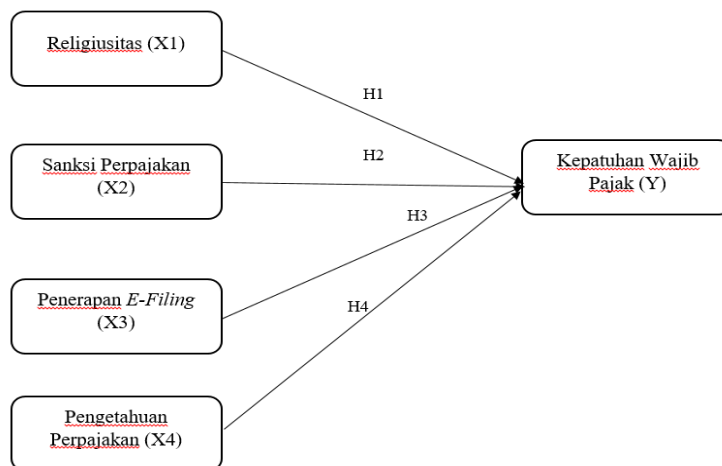 Religiusitas (X1)
H1
Sanksi Perpajakan
(X2)
H2
Kepatuhan Wajib
Pajak (Y)
H3
Penerapan E-Filing
(X3)
H4
Pengetahuan
Perpajakan (X4)